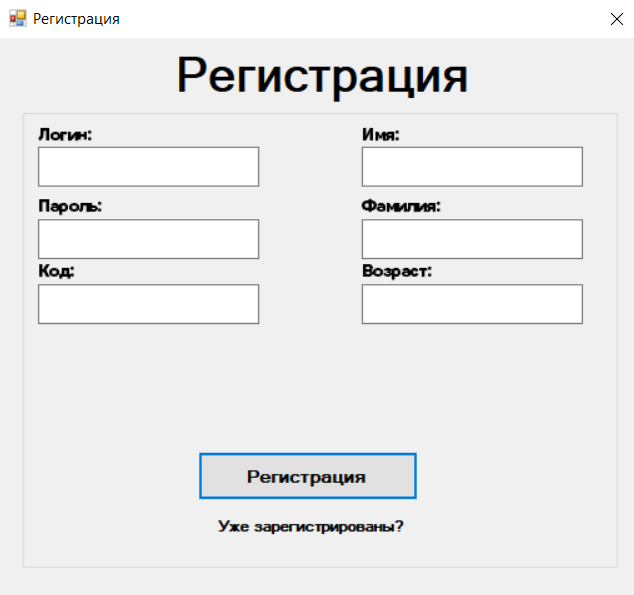 Регистрация
Регистрация
Логин:
Имя:
Пароль:
Фамилия:
Код:
Возраст:
Регистрация
Уже зарегистрированы?